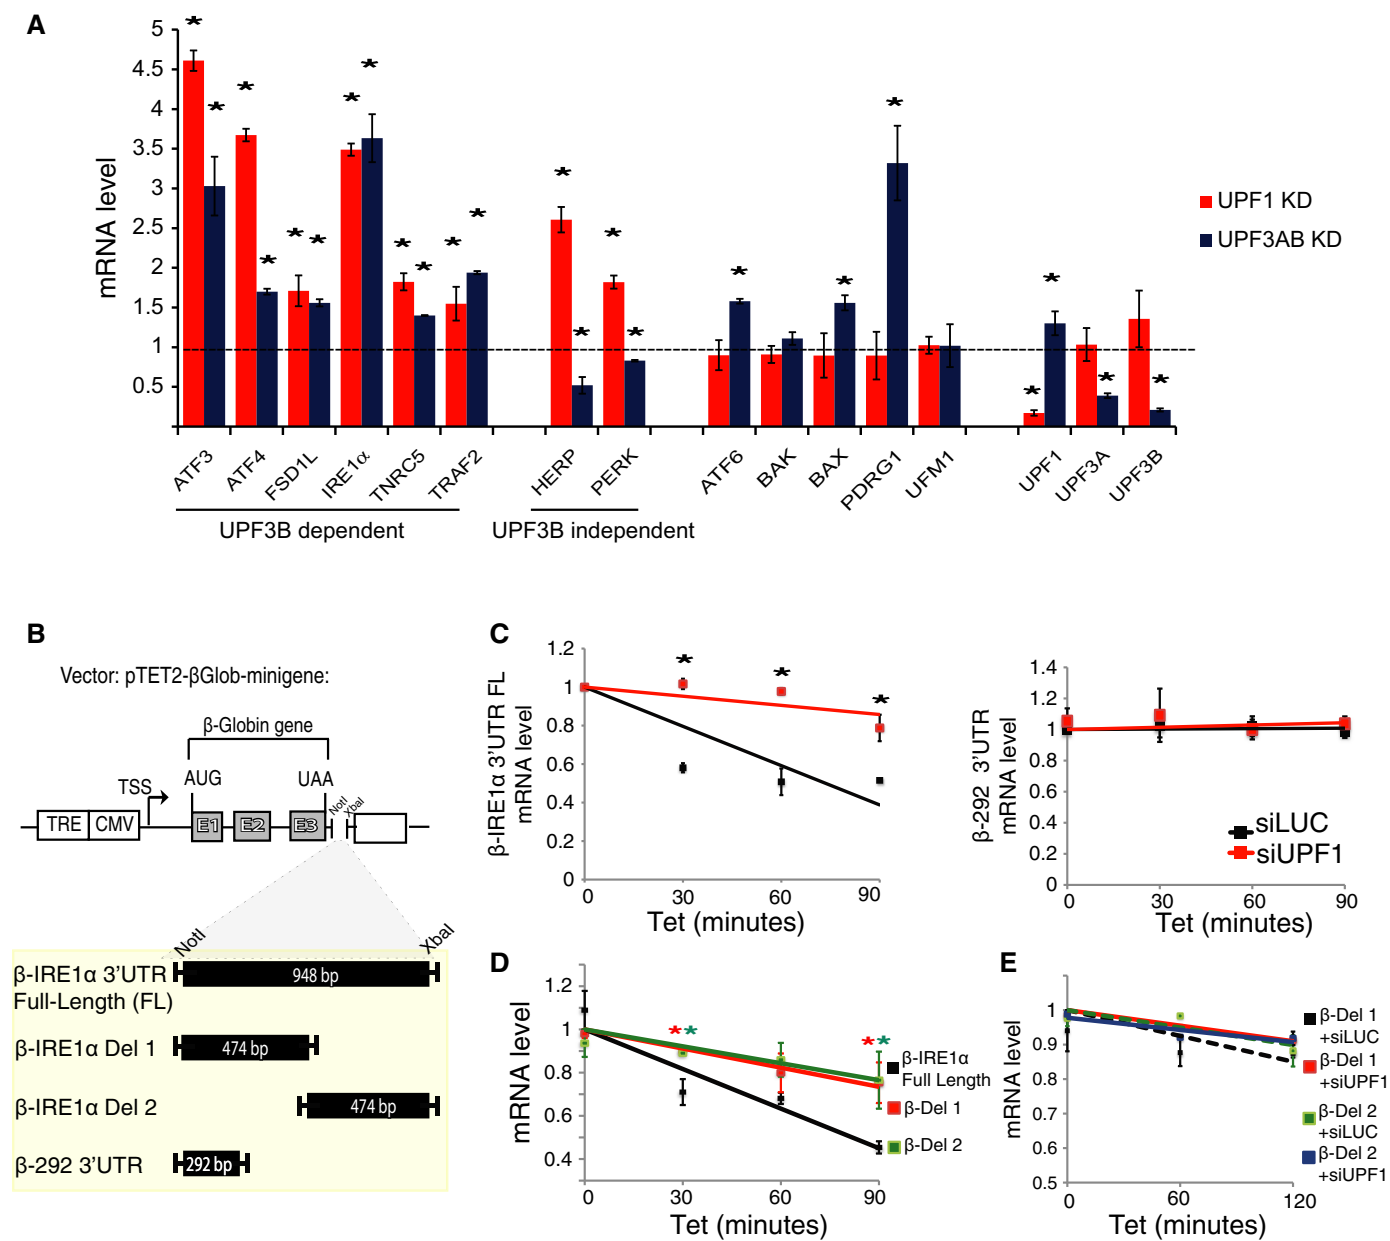 A
mRNA level
5
4.5
4
3.5
3
2.5
2
1.5
1
0.5
* * * * * * * * * * * *
* * * *
* * *
* * * *
UPF1 KD
UPF3AB KD
ATF3
ATF4
FSD1L
IRE1α
TNRC5
TRAF2
HERP
PERK
ATF6
BAK
BAX
PDRG1
UFM1
UPF1
UPF3A
UPF3B
UPF3B dependent
UPF3B independent
B
Vector: pTET2-βGlob-minigene:
β-Globin gene
TSS
AUG
UAA
NotI
XbaI
TRE
CMV
E1
E2
E3
NotI
XbaI
β-IRE1α 3'UTR
Full-Length (FL)
948 bp
β-IRE1α Del 1
474 bp
β-IRE1α Del 2
474 bp
β-292 3'UTR
292 bp
C
β-IRE1α 3'UTR FL
mRNA level
1.2
1
0.8
0.6
0.4
0.2
0
* * *
0 30 60 90
Tet (minutes)
β-292 3'UTR
mRNA level
1.4
1.2
1
0.8
0.6
0.4
0.2
0
siLUC
siUPF1
0 30 60 90
Tet (minutes)
D
mRNA level
1.2
1
0.8
0.6
0.4
* *
* *
β-IRE1α
Full Length
β-Del 1
β-Del 2
0 30 60 90
Tet (minutes)
E
mRNA level
1
0.9
0.8
0.7
0.6
0.5
β-Del 1
+siLUC
β-Del 1
+siUPF1
β-Del 2
+siLUC
β-Del 2
+siUPF1
0 60 120
Tet (minutes)